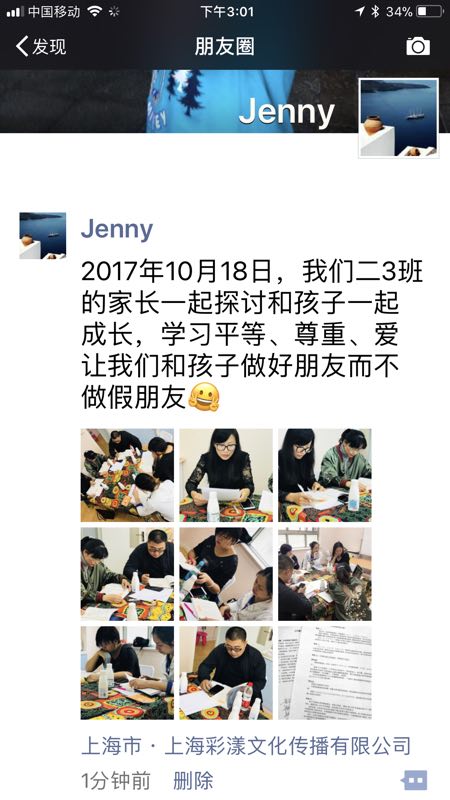 中国移动 下午3:01 34%
发现 朋友圈
Jenny
Jenny
2017年10月18日，我们二3班
的家长一起探讨和孩子一起
成长，学习平等、尊重、爱
让我们和孩子做好朋友而不
做假朋友
上海市 · 上海彩漾文化传播有限公司
1分钟前 删除